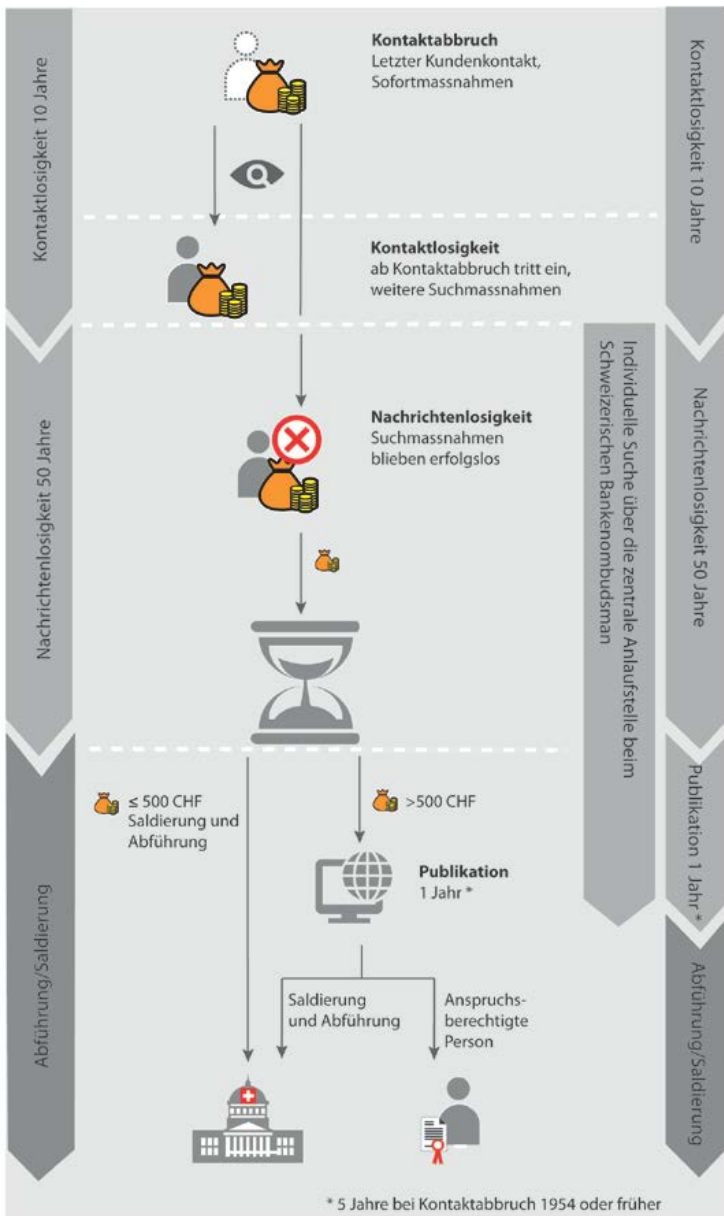 Kontaktlosigkeit 10 Jahre
Kontaktabbruch
Letzter Kundenkontakt,
Sofortmassnahmen
Kontaktlosigkeit 10 Jahre
Kontaktlosigkeit
ab Kontaktabbruch tritt ein,
weitere Suchmassnahmen
Nachrichtenlosigkeit 50 Jahre
Nachrichtenlosigkeit
Suchmassnahmen
blieben erfolgslos
Individuelle Suche über die zentrale Anlaufstelle beim
Schweizerischen Bankenombudsman
Nachrichtenlosigkeit 50 Jahre
Abführung/Saldierung
≤ 500 CHF
Saldierung und
Abführung
>500 CHF
Publikation
1 Jahr *
Publikation 1 Jahr *
Saldierung
und Abführung
Anspruchs-
berechtigte
Person
Abführung/Saldierung
* 5 Jahre bei Kontaktabbruch 1954 oder früher